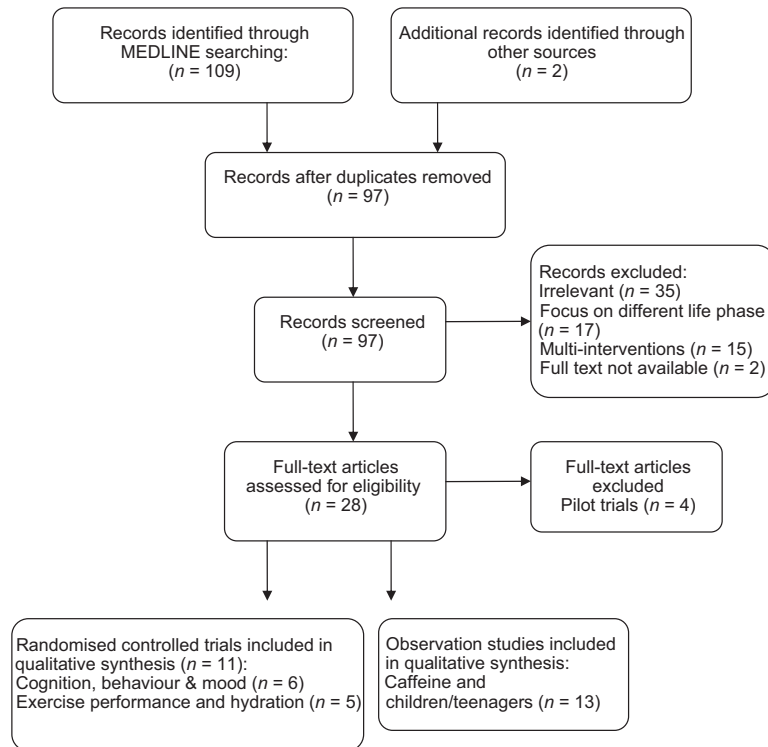 Records identified through
MEDLINE searching:
(n = 109)
Additional records identified through
other sources
(n = 2)
Records after duplicates removed
(n = 97)
Records screened
(n = 97)
Records excluded:
Irrelevant (n = 35)
Focus on different life phase
(n = 17)
Multi-interventions (n = 15)
Full text not available (n = 2)
Full-text articles
assessed for eligibility
(n = 28)
Full-text articles
excluded
Pilot trials (n = 4)
Randomised controlled trials included in
qualitative synthesis (n = 11):
Cognition, behaviour & mood (n = 6)
Exercise performance and hydration (n = 5)
Observation studies included
in qualitative synthesis:
Caffeine and
children/teenagers (n = 13)